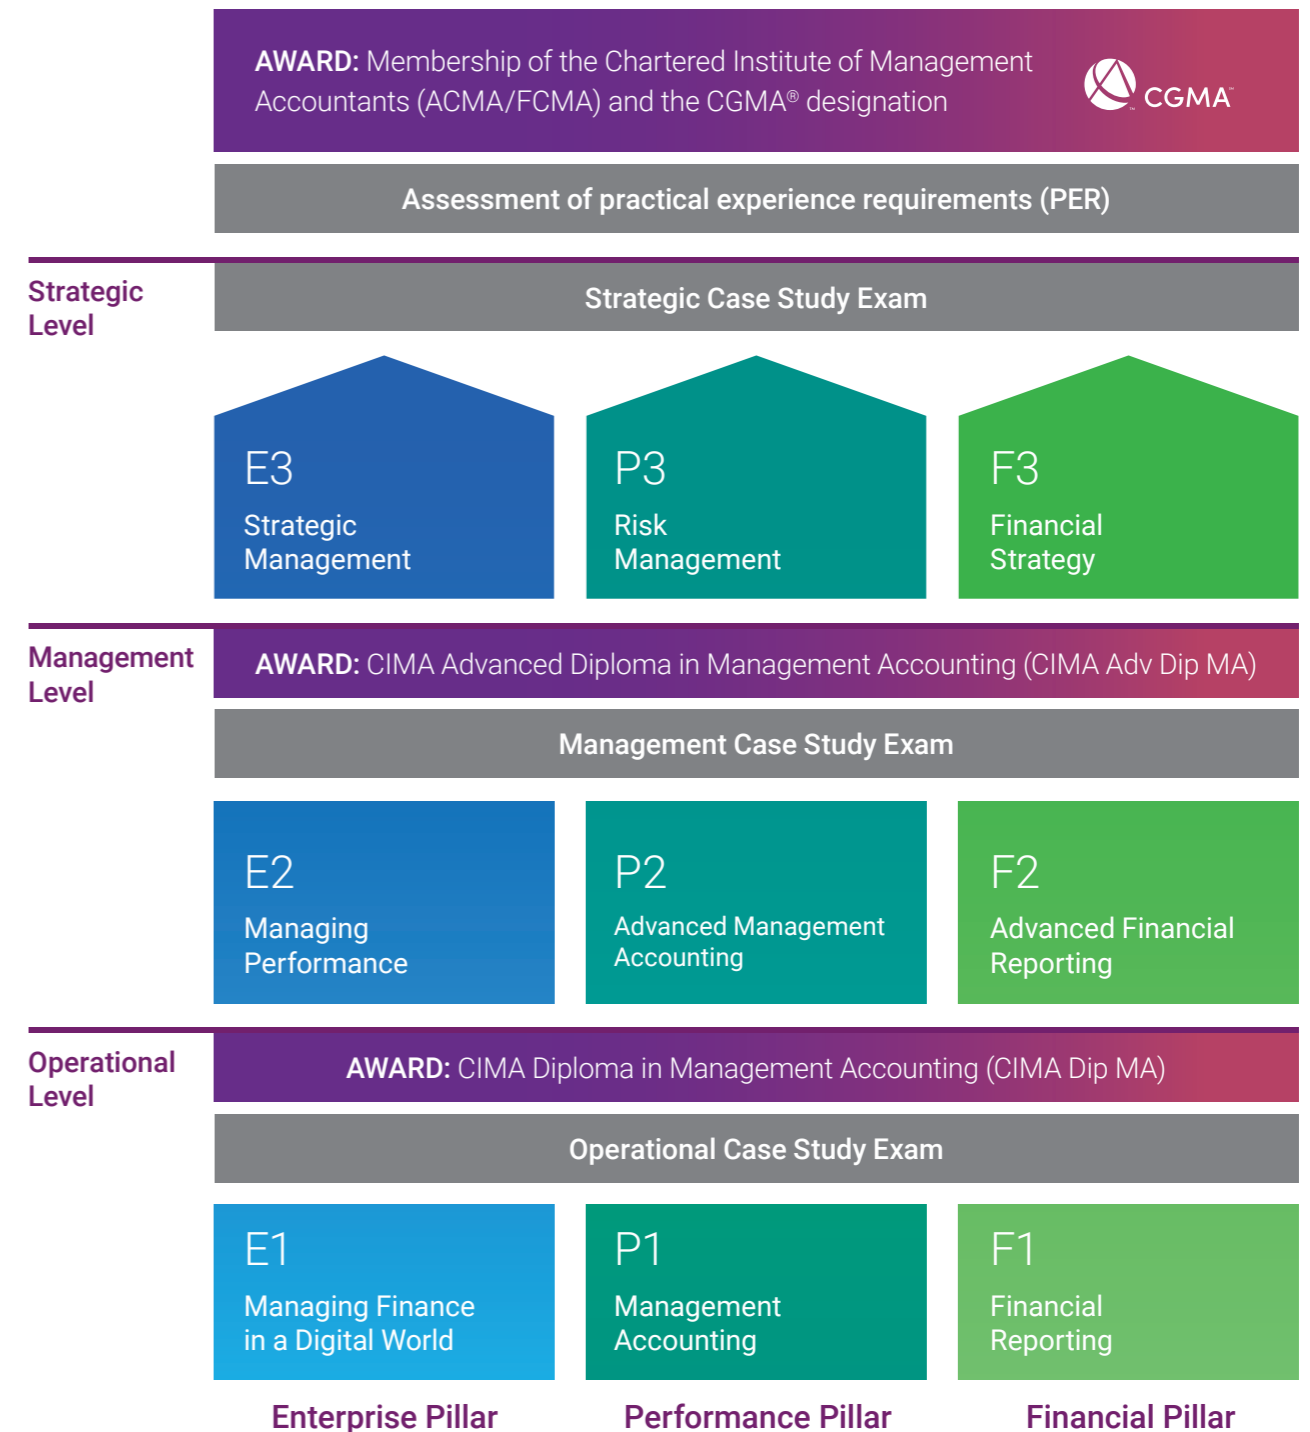 AWARD: Membership of the Chartered Institute of Management
Accountants (ACMA/FCMA) and the CGMA® designation
CGMA™
Assessment of practical experience requirements (PER)
Strategic
Level
Strategic Case Study Exam
E3
Strategic
Management
P3
Risk
Management
F3
Financial
Strategy
Management
Level
AWARD: CIMA Advanced Diploma in Management Accounting (CIMA Adv Dip MA)
Management Case Study Exam
E2
Managing
Performance
P2
Advanced Management
Accounting
F2
Advanced Financial
Reporting
Operational
Level
AWARD: CIMA Diploma in Management Accounting (CIMA Dip MA)
Operational Case Study Exam
E1
Managing Finance
in a Digital World
P1
Management
Accounting
F1
Financial
Reporting
Enterprise Pillar
Performance Pillar
Financial Pillar